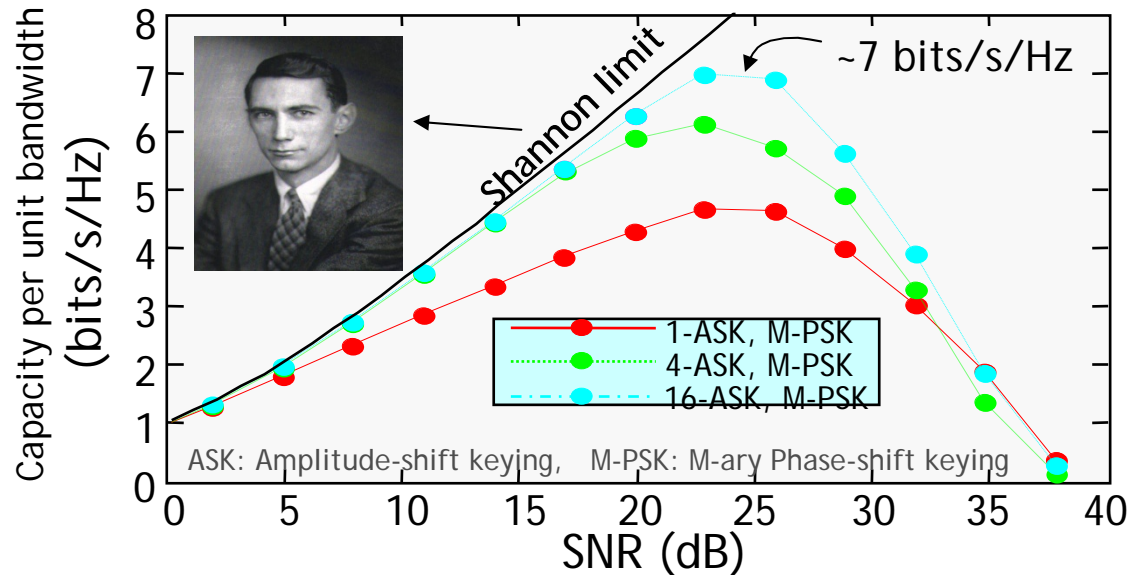 Capacity per unit bandwidth
(bits/s/Hz)
8
7
6
5
4
3
2
1
0
Shannon limit
~7 bits/s/Hz
1-ASK, M-PSK
4-ASK, M-PSK
16-ASK, M-PSK
ASK: Amplitude-shift keying, M-PSK: M-ary Phase-shift keying
0 5 10 15 20 25 30 35 40
SNR (dB)